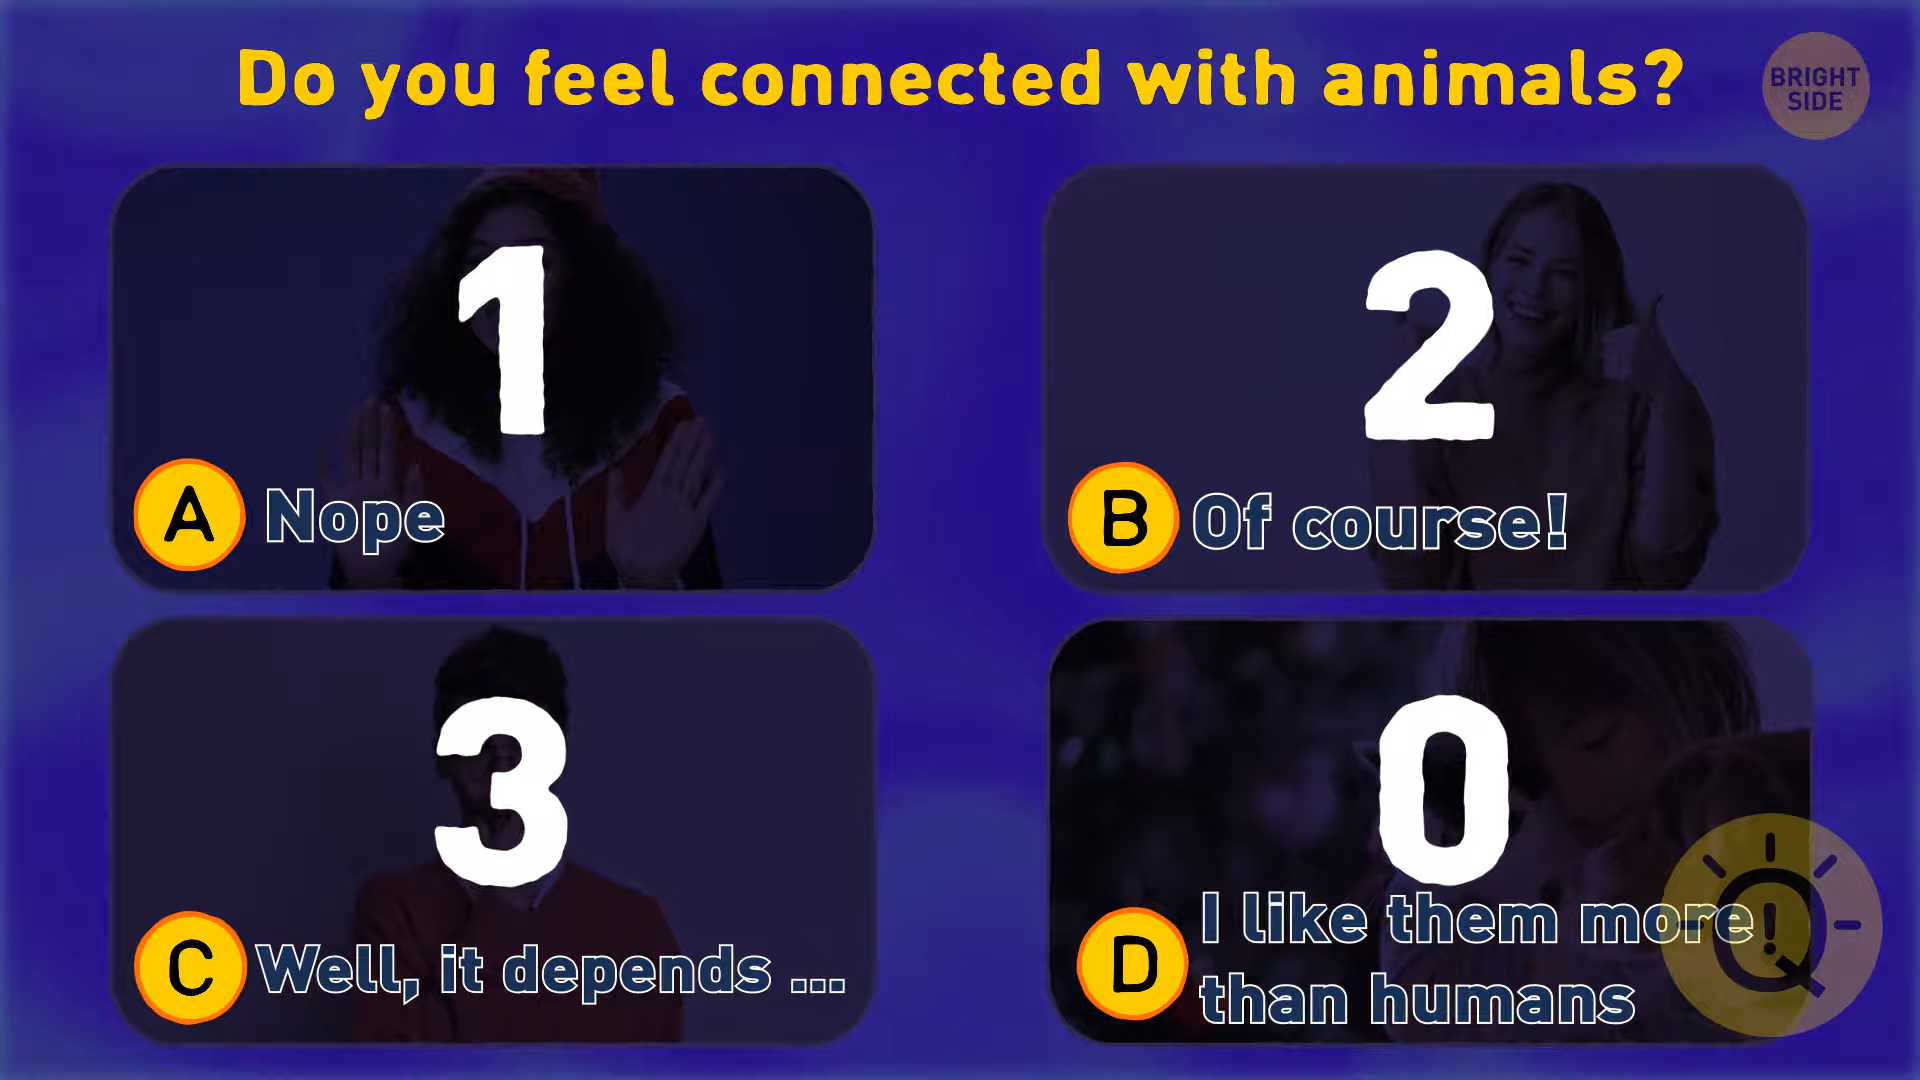 Do you feel connected with animals?
BRIGHT
SIDE
1
A Nope
2
B Of course!
3
C Well, it depends ...
0
D I like them more
than humans